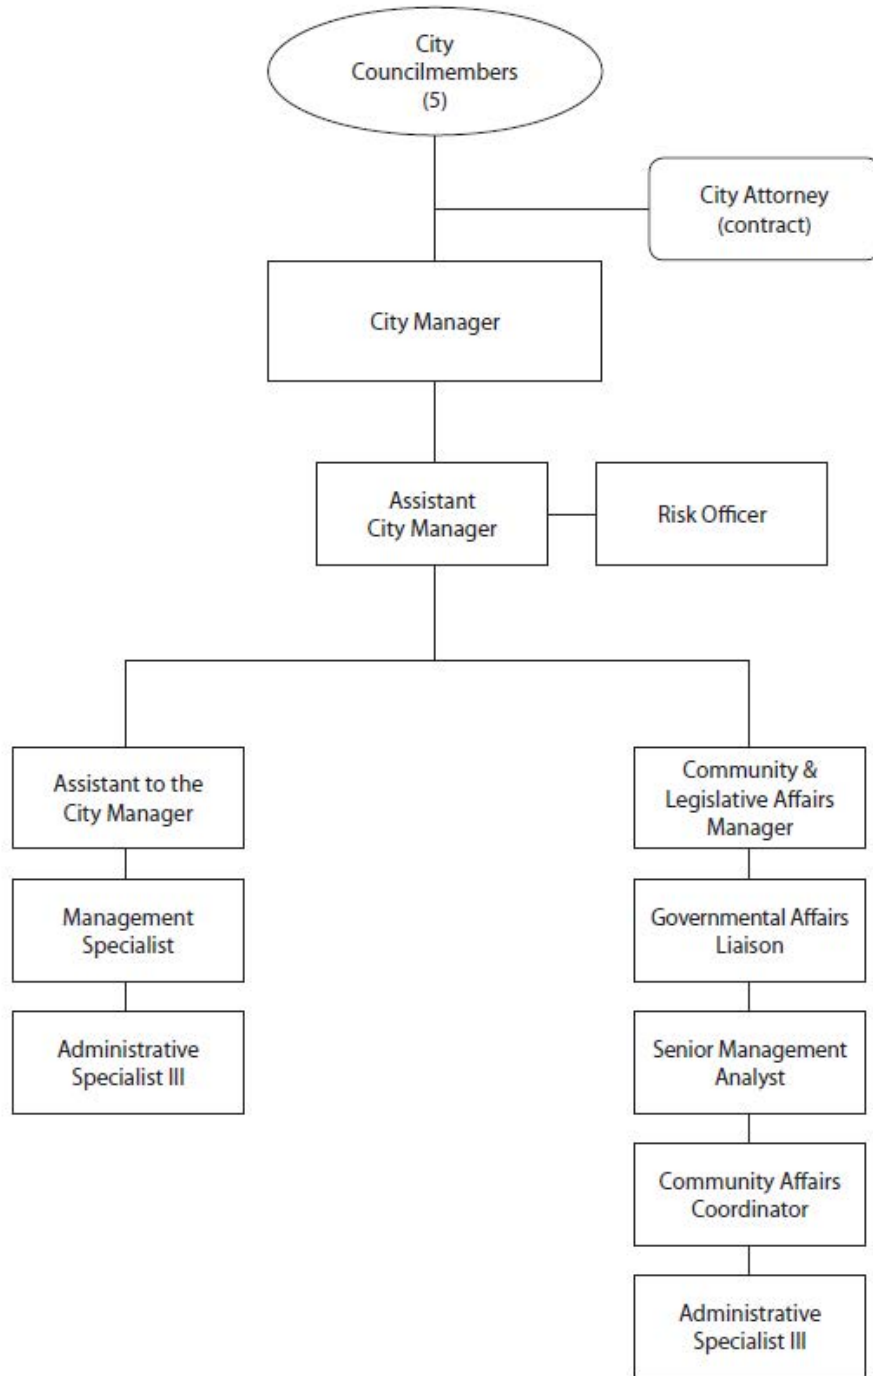 City
Councilmembers
(5)
City Attorney
(contract)
City Manager
Assistant
City Manager
Risk Officer
Assistant to the
City Manager
Management
Specialist
Administrative
Specialist III
Community &
Legislative Affairs
Manager
Governmental Affairs
Liaison
Senior Management
Analyst
Community Affairs
Coordinator
Administrative
Specialist III